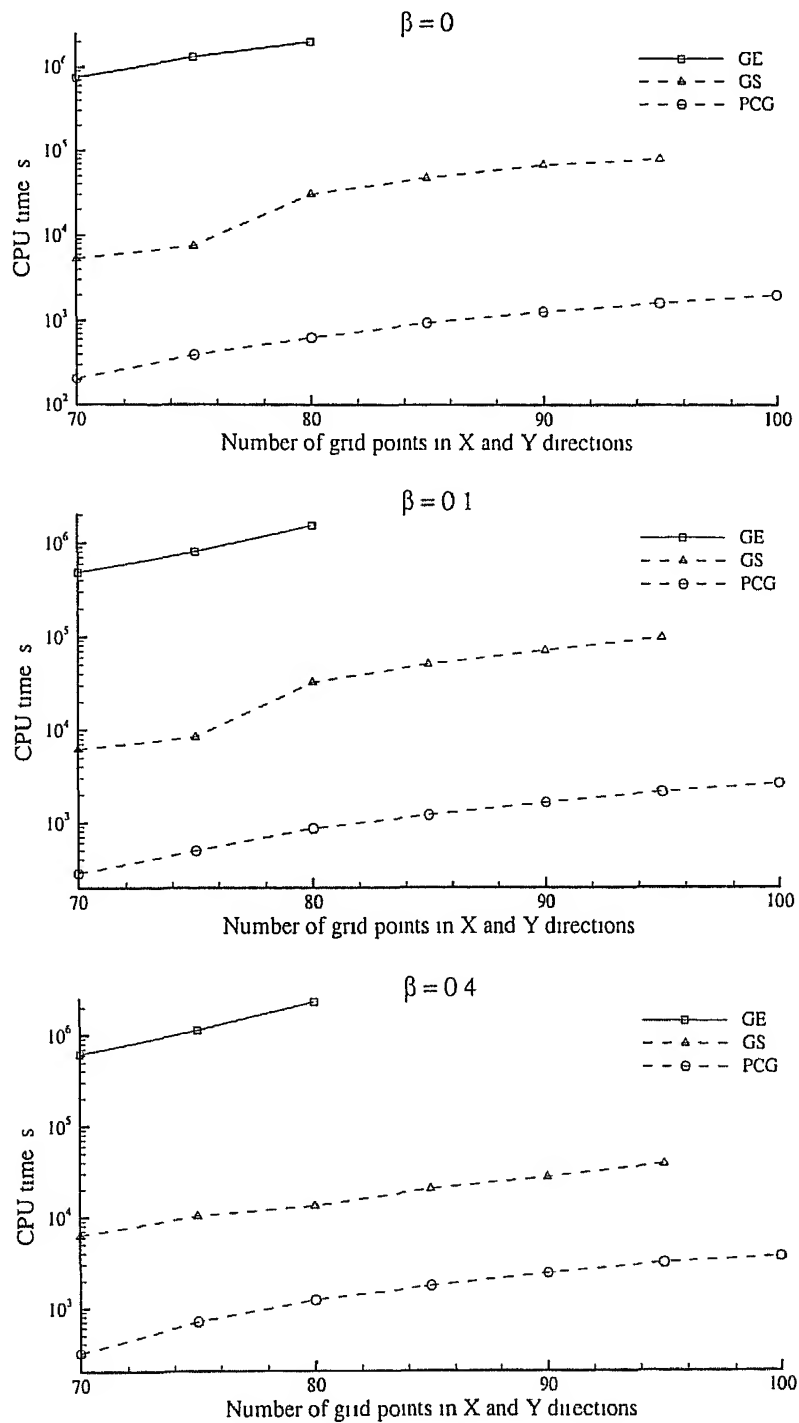 β = 0
10⁶
10⁵
10⁴
10³
10²
CPU time s
GE
GS
PCG
70
80
90
100
Number of grid points in X and Y directions
β = 0 1
10⁶
10⁵
10⁴
10³
CPU time s
GE
GS
PCG
70
80
90
100
Number of grid points in X and Y directions
β = 0 4
10⁶
10⁵
10⁴
10³
CPU time s
GE
GS
PCG
70
80
90
100
Number of grid points in X and Y directions